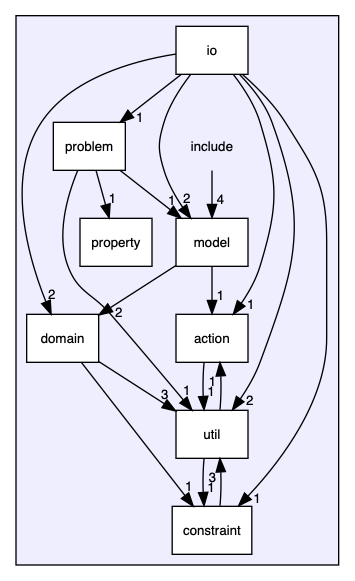 io
1
problem
include
1
2
4
1
property
model
2
2
1
1
domain
action
3
1
1
1
2
util
1
3
1
1
constraint